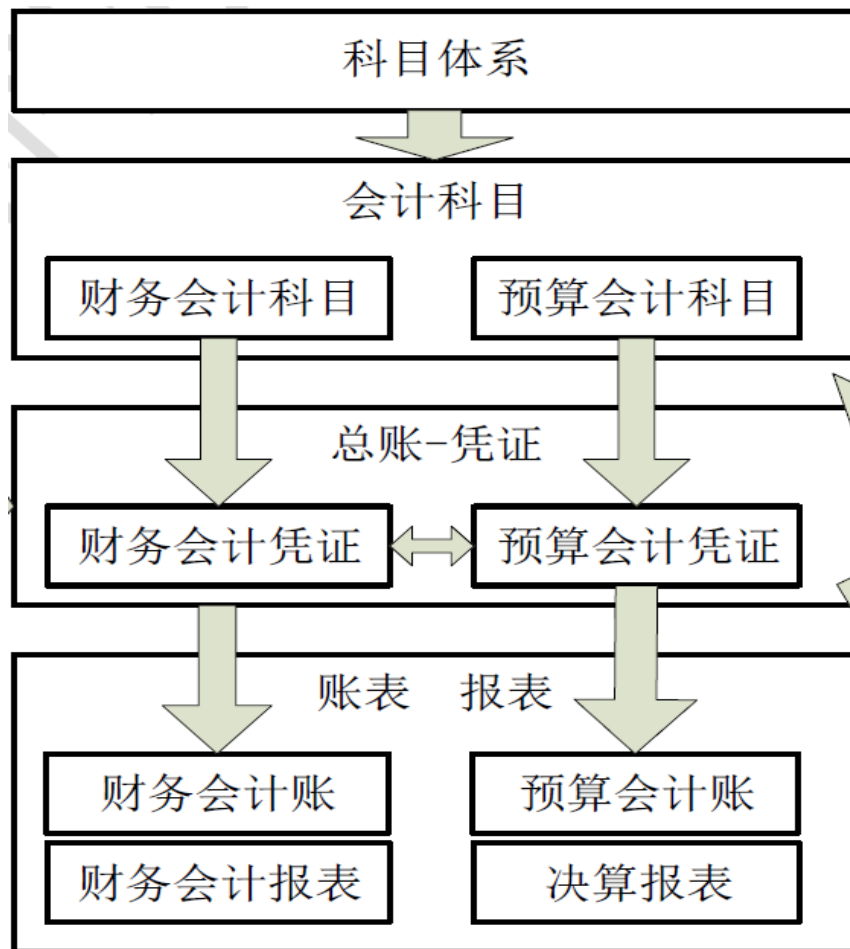 科目体系
会计科目
财务会计科目 预算会计科目
总账-凭证
财务会计凭证 预算会计凭证
账表 报表
财务会计账 预算会计账
财务会计报表 决算报表